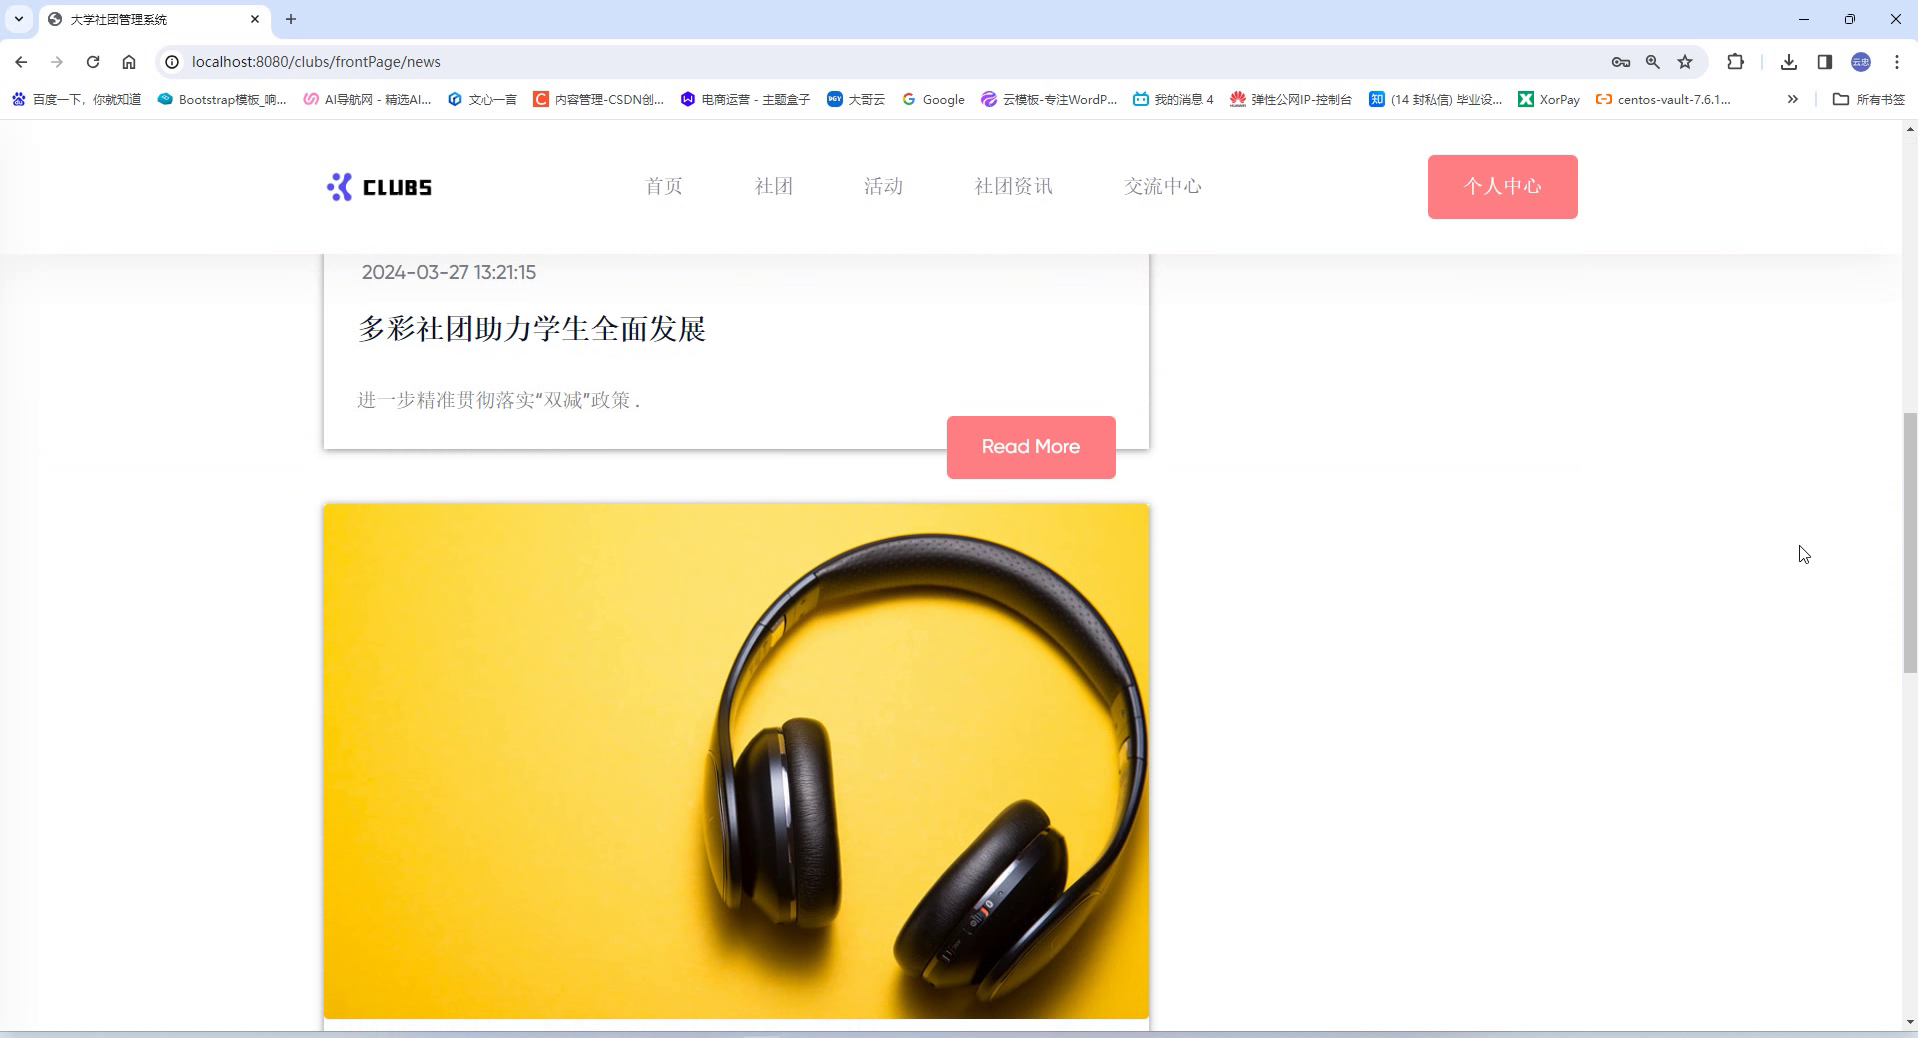 大学社团管理系统
localhost:8080/clubs/frontPage/news
云忠
百度一下，你就知道
Bootstrap模板_响...
AI导航网 - 精选AI...
文心一言
内容管理-CSDN创...
电商运营 - 主题盒子
大哥云
Google
云模板-专注WordP...
我的消息 4
弹性公网IP-控制台
(14 封私信) 毕业设...
XorPay
centos-vault-7.6.1...
所有书签
CLUBS
首页
社团
活动
社团资讯
交流中心
个人中心
2024-03-27 13:21:15
多彩社团助力学生全面发展
进一步精准贯彻落实“双减”政策 .
Read More